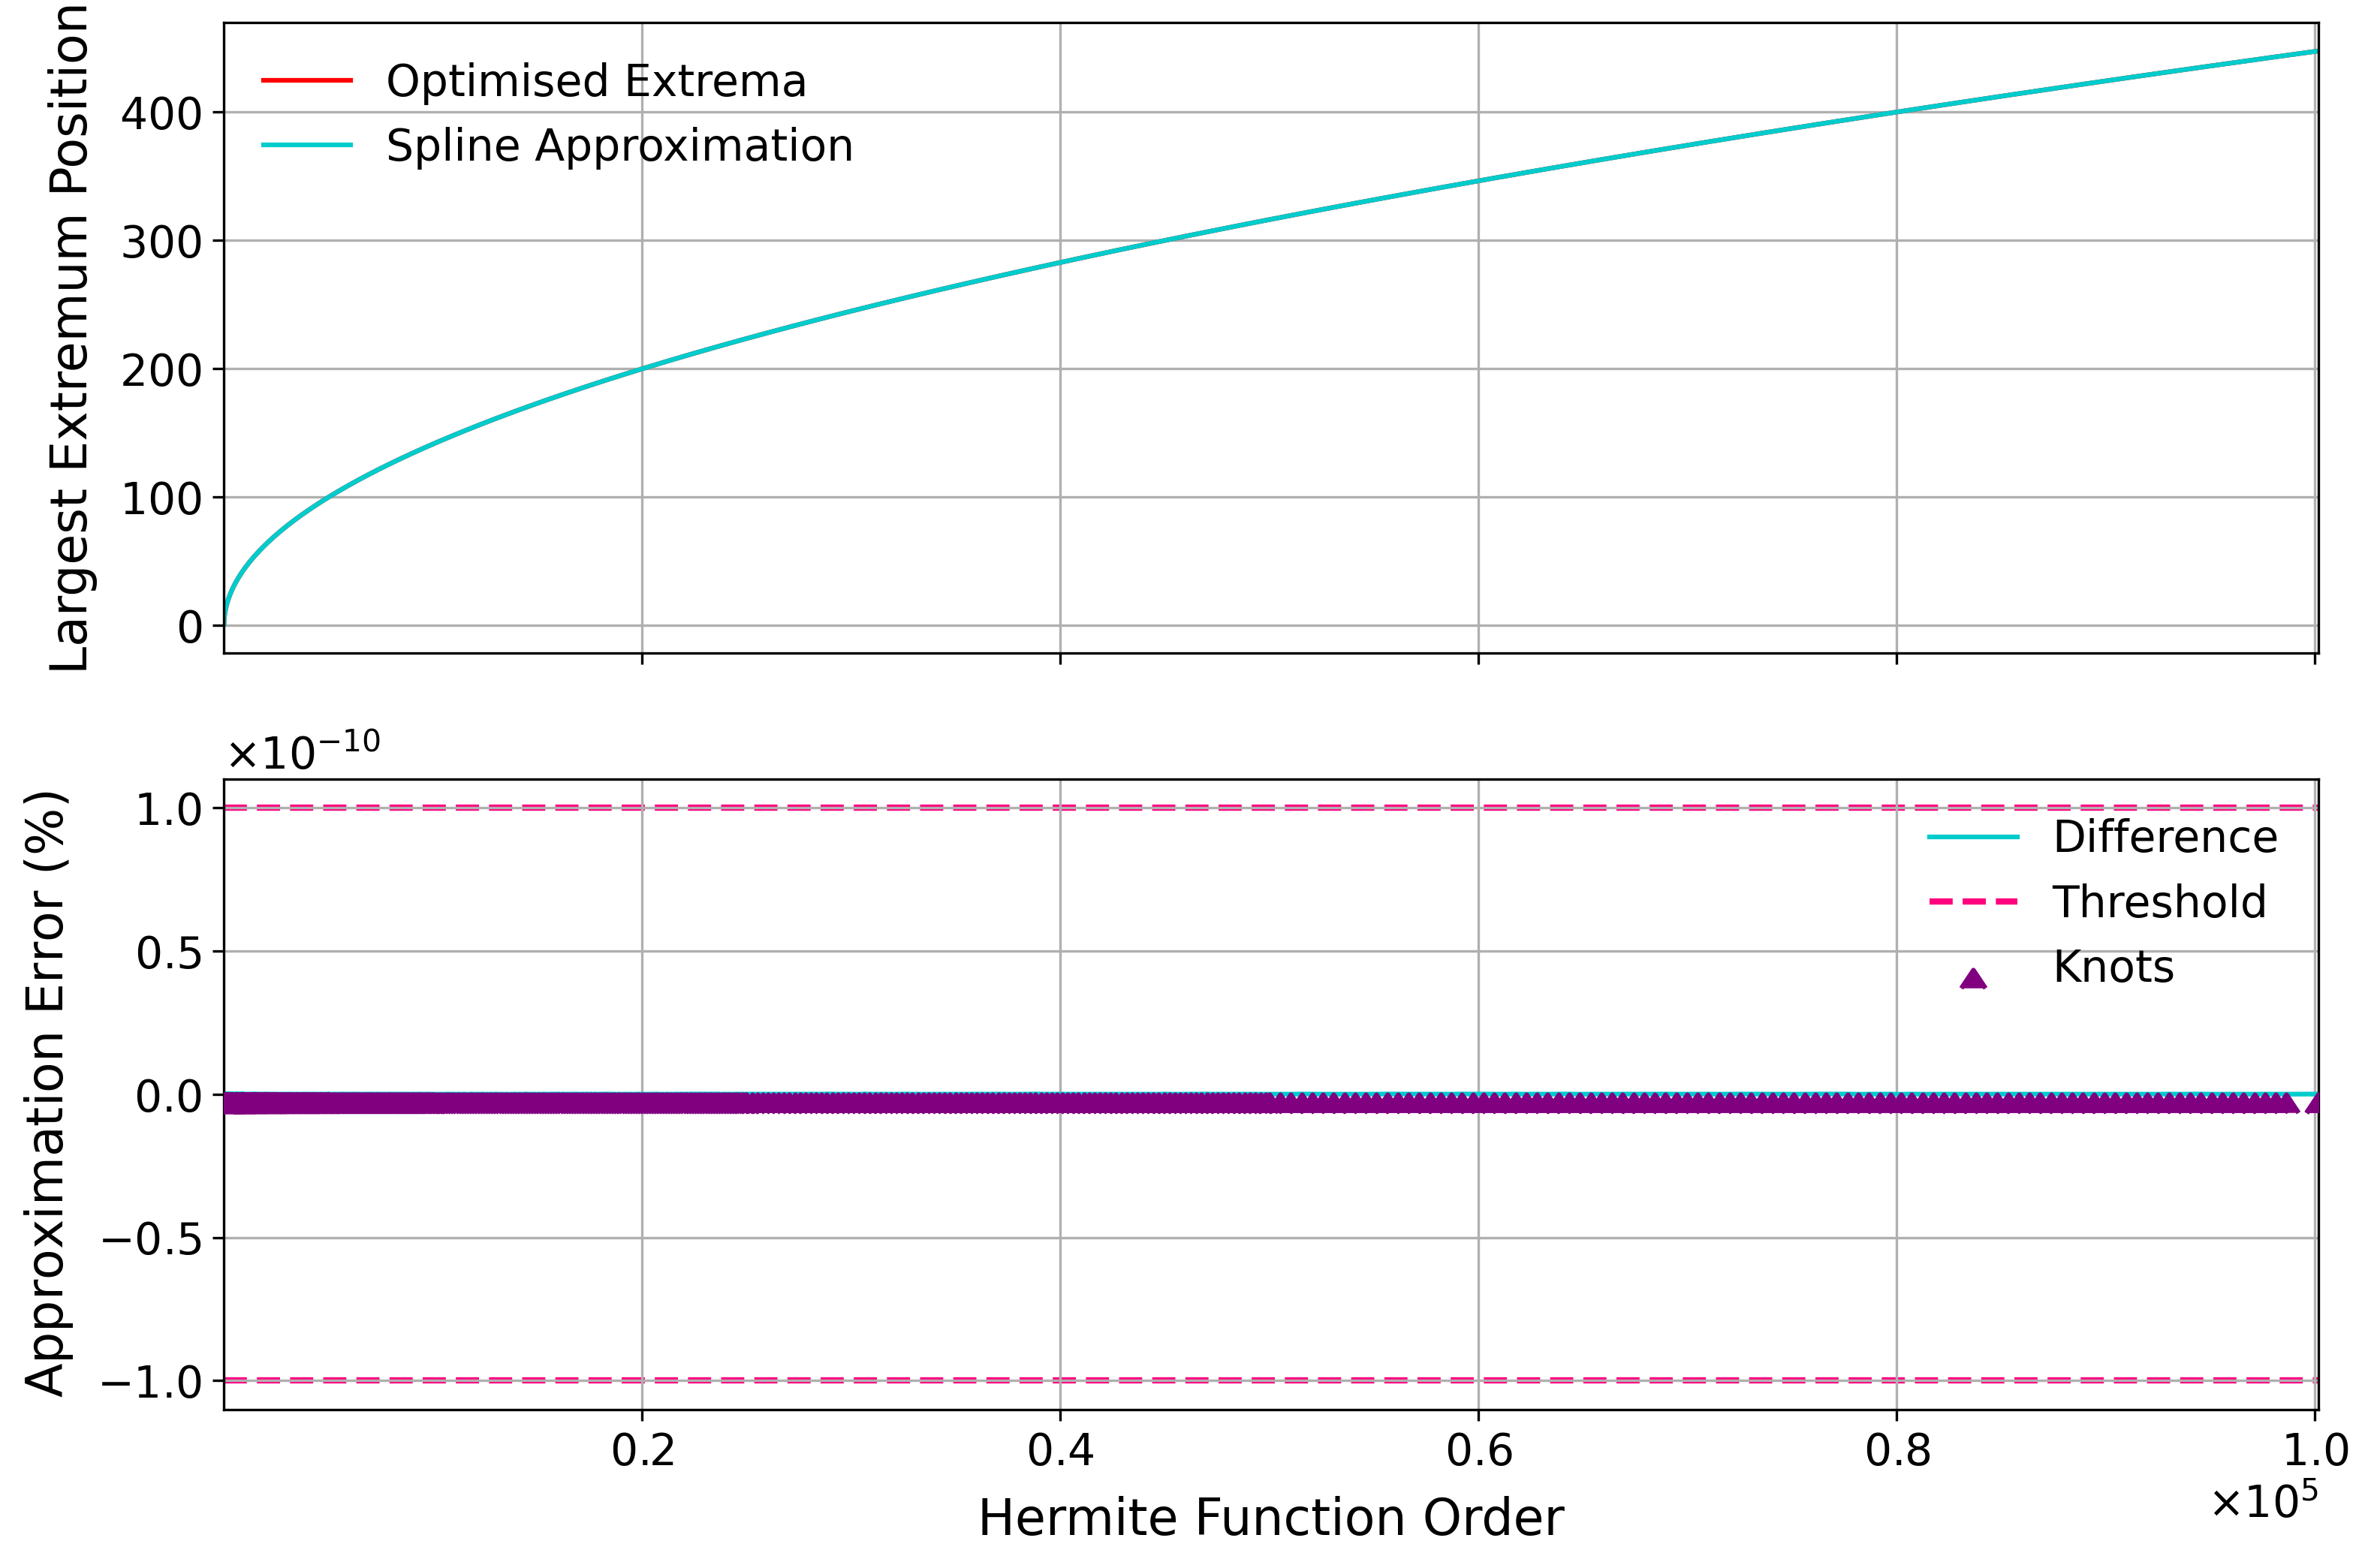 Largest Extremum Position
400
300
200
100
0
Optimised Extrema
Spline Approximation
×10⁻¹⁰
Approximation Error (%)
1.0
0.5
0.0
−0.5
−1.0
Difference
Threshold
Knots
0.2 0.4 0.6 0.8 1.0
×10⁵
Hermite Function Order